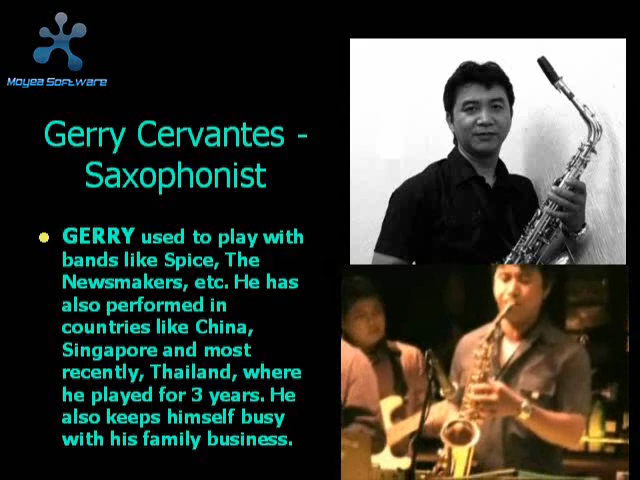 Moyea Software
Gerry Cervantes -
Saxophonist
GERRY used to play with
bands like Spice, The
Newsmakers, etc. He has
also performed in
countries like China,
Singapore and most
recently, Thailand, where
he played for 3 years. He
also keeps himself busy
with his family business.